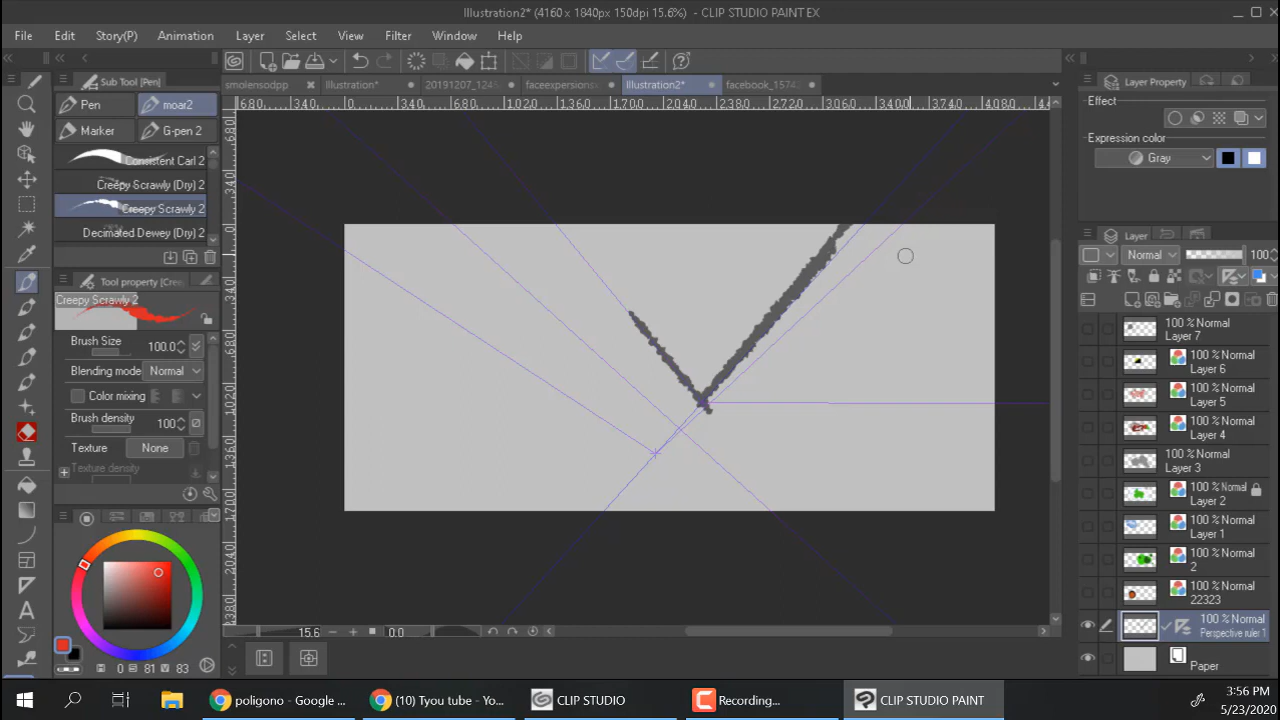 Illustration2* (4160 x 1840px 150dpi 15.6%) - CLIP STUDIO PAINT EX
File Edit Story(P) Animation Layer Select View Filter Window Help
Sub Tool [Pen]
smolensodpp Illustration* 20191207_124 faceexpersions Illustration2* facebook_1574
Layer Property
Pen moar2
Marker G-pen 2
Consistent Carl 2
Creepy Scrawly (Dry) 2
Creepy Scrawly 2
Decimated Dewey (Dry) 2
Effect
Expression color
Gray
Tool property [Cree
Creepy Scrawly 2
Brush Size 100.0
Blending mode Normal
Color mixing
Brush density 100
Texture None
Texture density
Layer
Normal 100
100 % Normal
Layer 7
100 % Normal
Layer 6
100 % Normal
Layer 5
100 % Normal
Layer 4
100 % Normal
Layer 3
100 % Normal
Layer 2
100 % Normal
Layer 1
100 % Normal
2
100 % Normal
22323
100 % Normal
Perspective ruler 1
Paper
15.6 0.0
H 0 S 81 V 83
poligono - Google ... (10) Tyou tube - Yo... CLIP STUDIO Recording... CLIP STUDIO PAINT
3:56 PM
5/23/2020